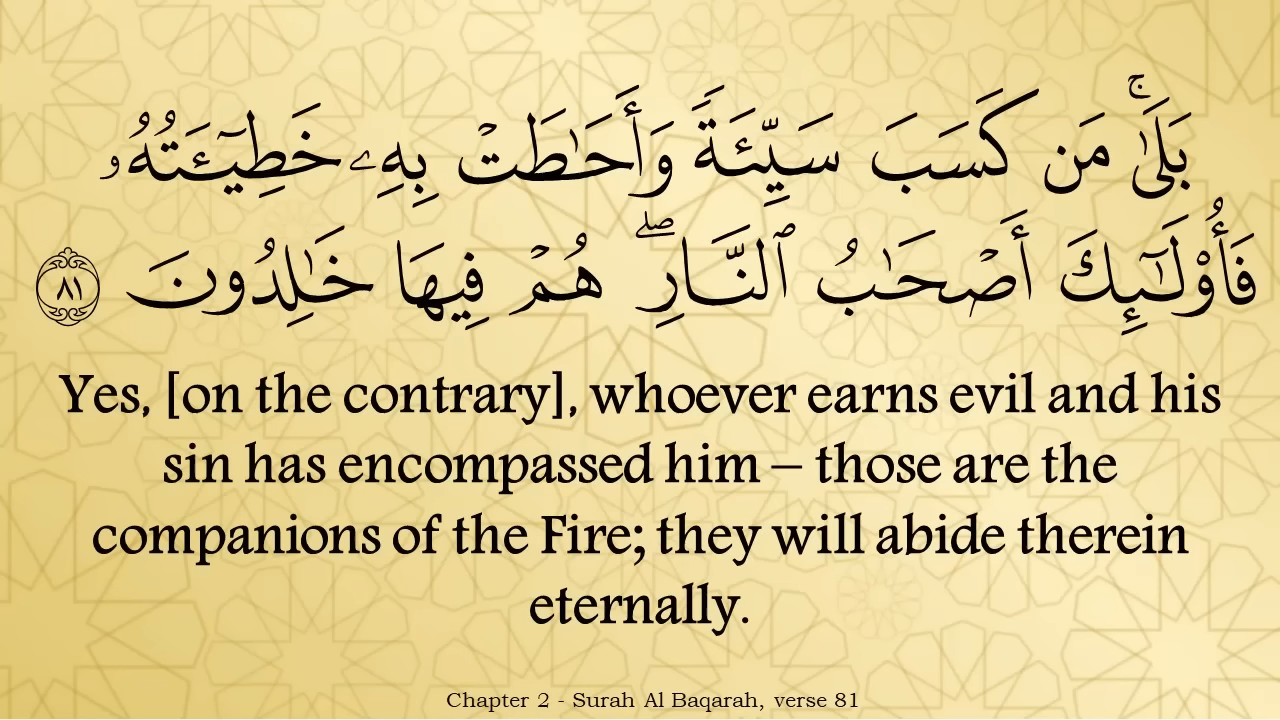 بَلَىٰۚ مَن كَسَبَ سَيِّئَةً وَأَحَٰطَتْ بِهِۦ خَطِيٓـَٔتُهُۥ
فَأُو۟لَٰٓئِكَ أَصْحَٰبُ ٱلنَّارِۖ هُمْ فِيهَا خَٰلِدُونَ ٨١
Yes, [on the contrary], whoever earns evil and his
sin has encompassed him – those are the
companions of the Fire; they will abide therein
eternally.
Chapter 2 - Surah Al Baqarah, verse 81